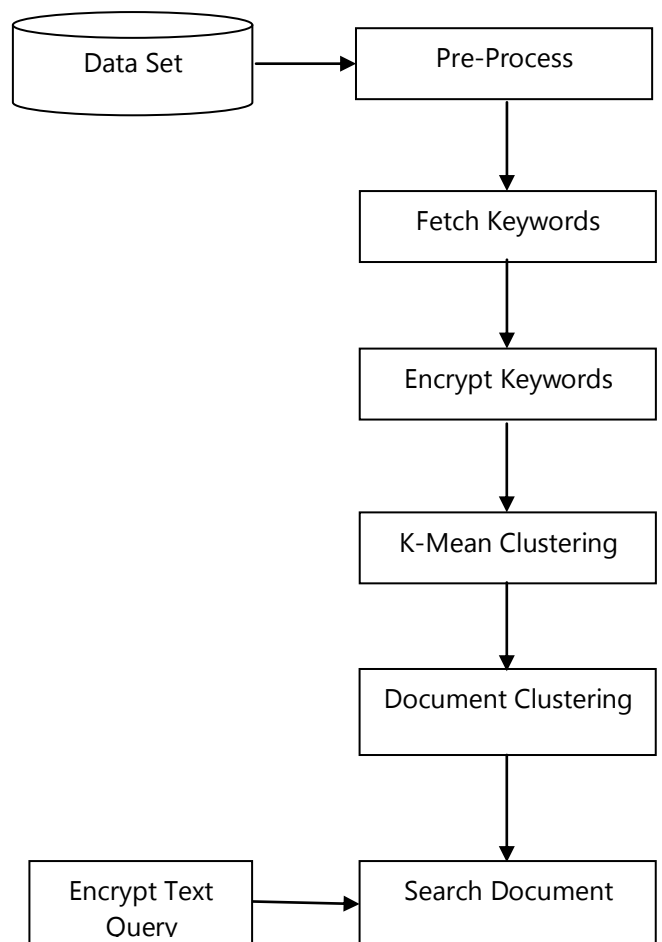 Data Set
Pre-Process
Fetch Keywords
Encrypt Keywords
K-Mean Clustering
Document Clustering
Encrypt Text
Query
Search Document